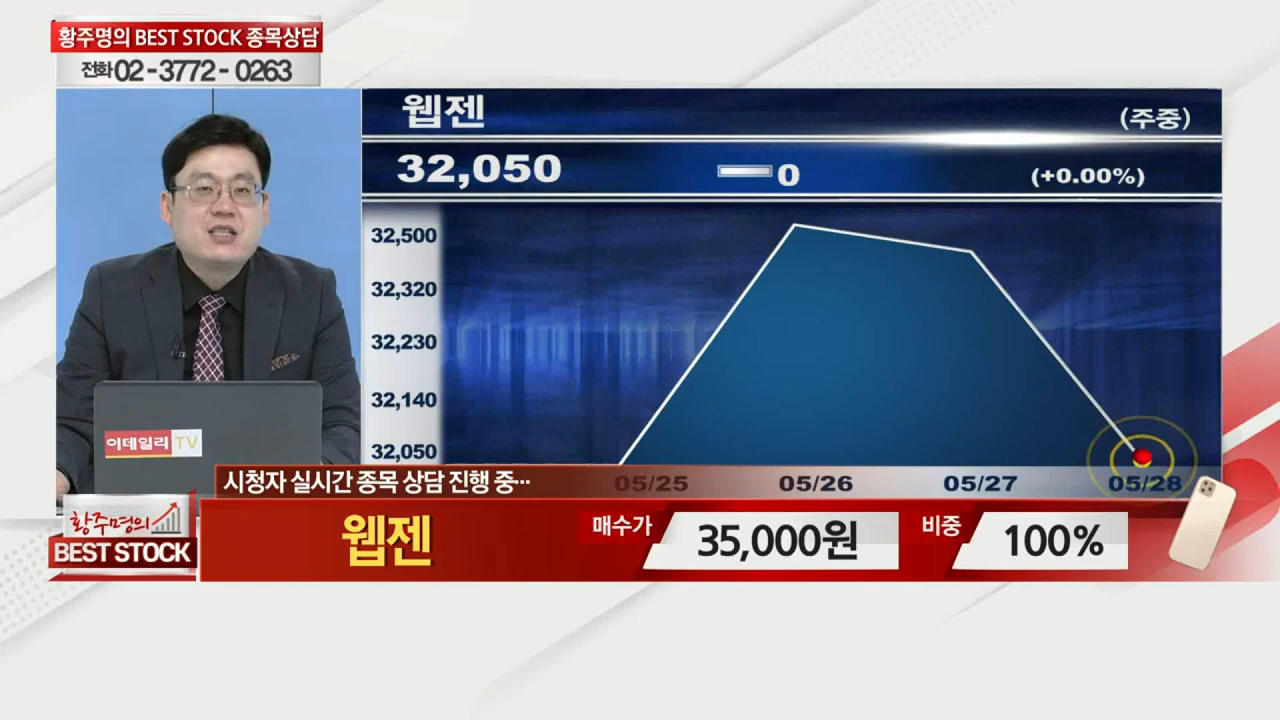 황주명의 BEST STOCK 종목상담
전화 02-3772-0263
웹젠 (주중)
32,050 0 (+0.00%)
32,500
32,320
32,230
32,140
32,050
05/25 05/26 05/27 05/28
이데일리 TV
시청자 실시간 종목 상담 진행 중…
황주명의
BEST STOCK
웹젠 매수가 35,000원 비중 100%